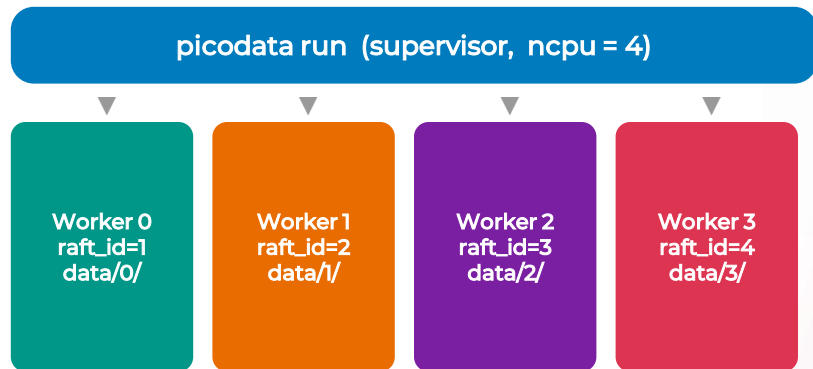 picodata run (supervisor, ncpu = 4)
Worker 0
raft_id=1
data/0/
Worker 1
raft_id=2
data/1/
Worker 2
raft_id=3
data/2/
Worker 3
raft_id=4
data/3/